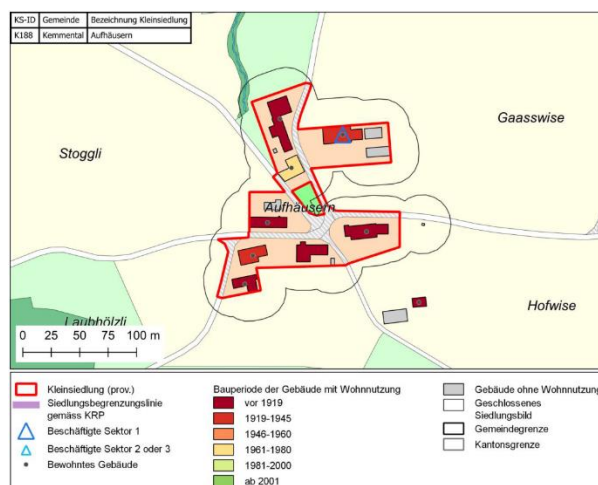 KS-ID Gemeinde Bezeichnung Kleinsiedlung
K188 Kemmental Aufhäusern
Gaasswise
Stoggli
Aufhäusern
Hofwise
Laubhölzli
0 25 50 75 100 m
Kleinsiedlung (prov.)
Siedlungsbegrenzungslinie
gemäss KRP
Beschäftigte Sektor 1
Beschäftigte Sektor 2 oder 3
Bewohntes Gebäude
Bauperiode der Gebäude mit Wohnnutzung
vor 1919
1919-1945
1946-1960
1961-1980
1981-2000
ab 2001
Gebäude ohne Wohnnutzung
Geschlossenes
Siedlungsbild
Gemeindegrenze
Kantonsgrenze